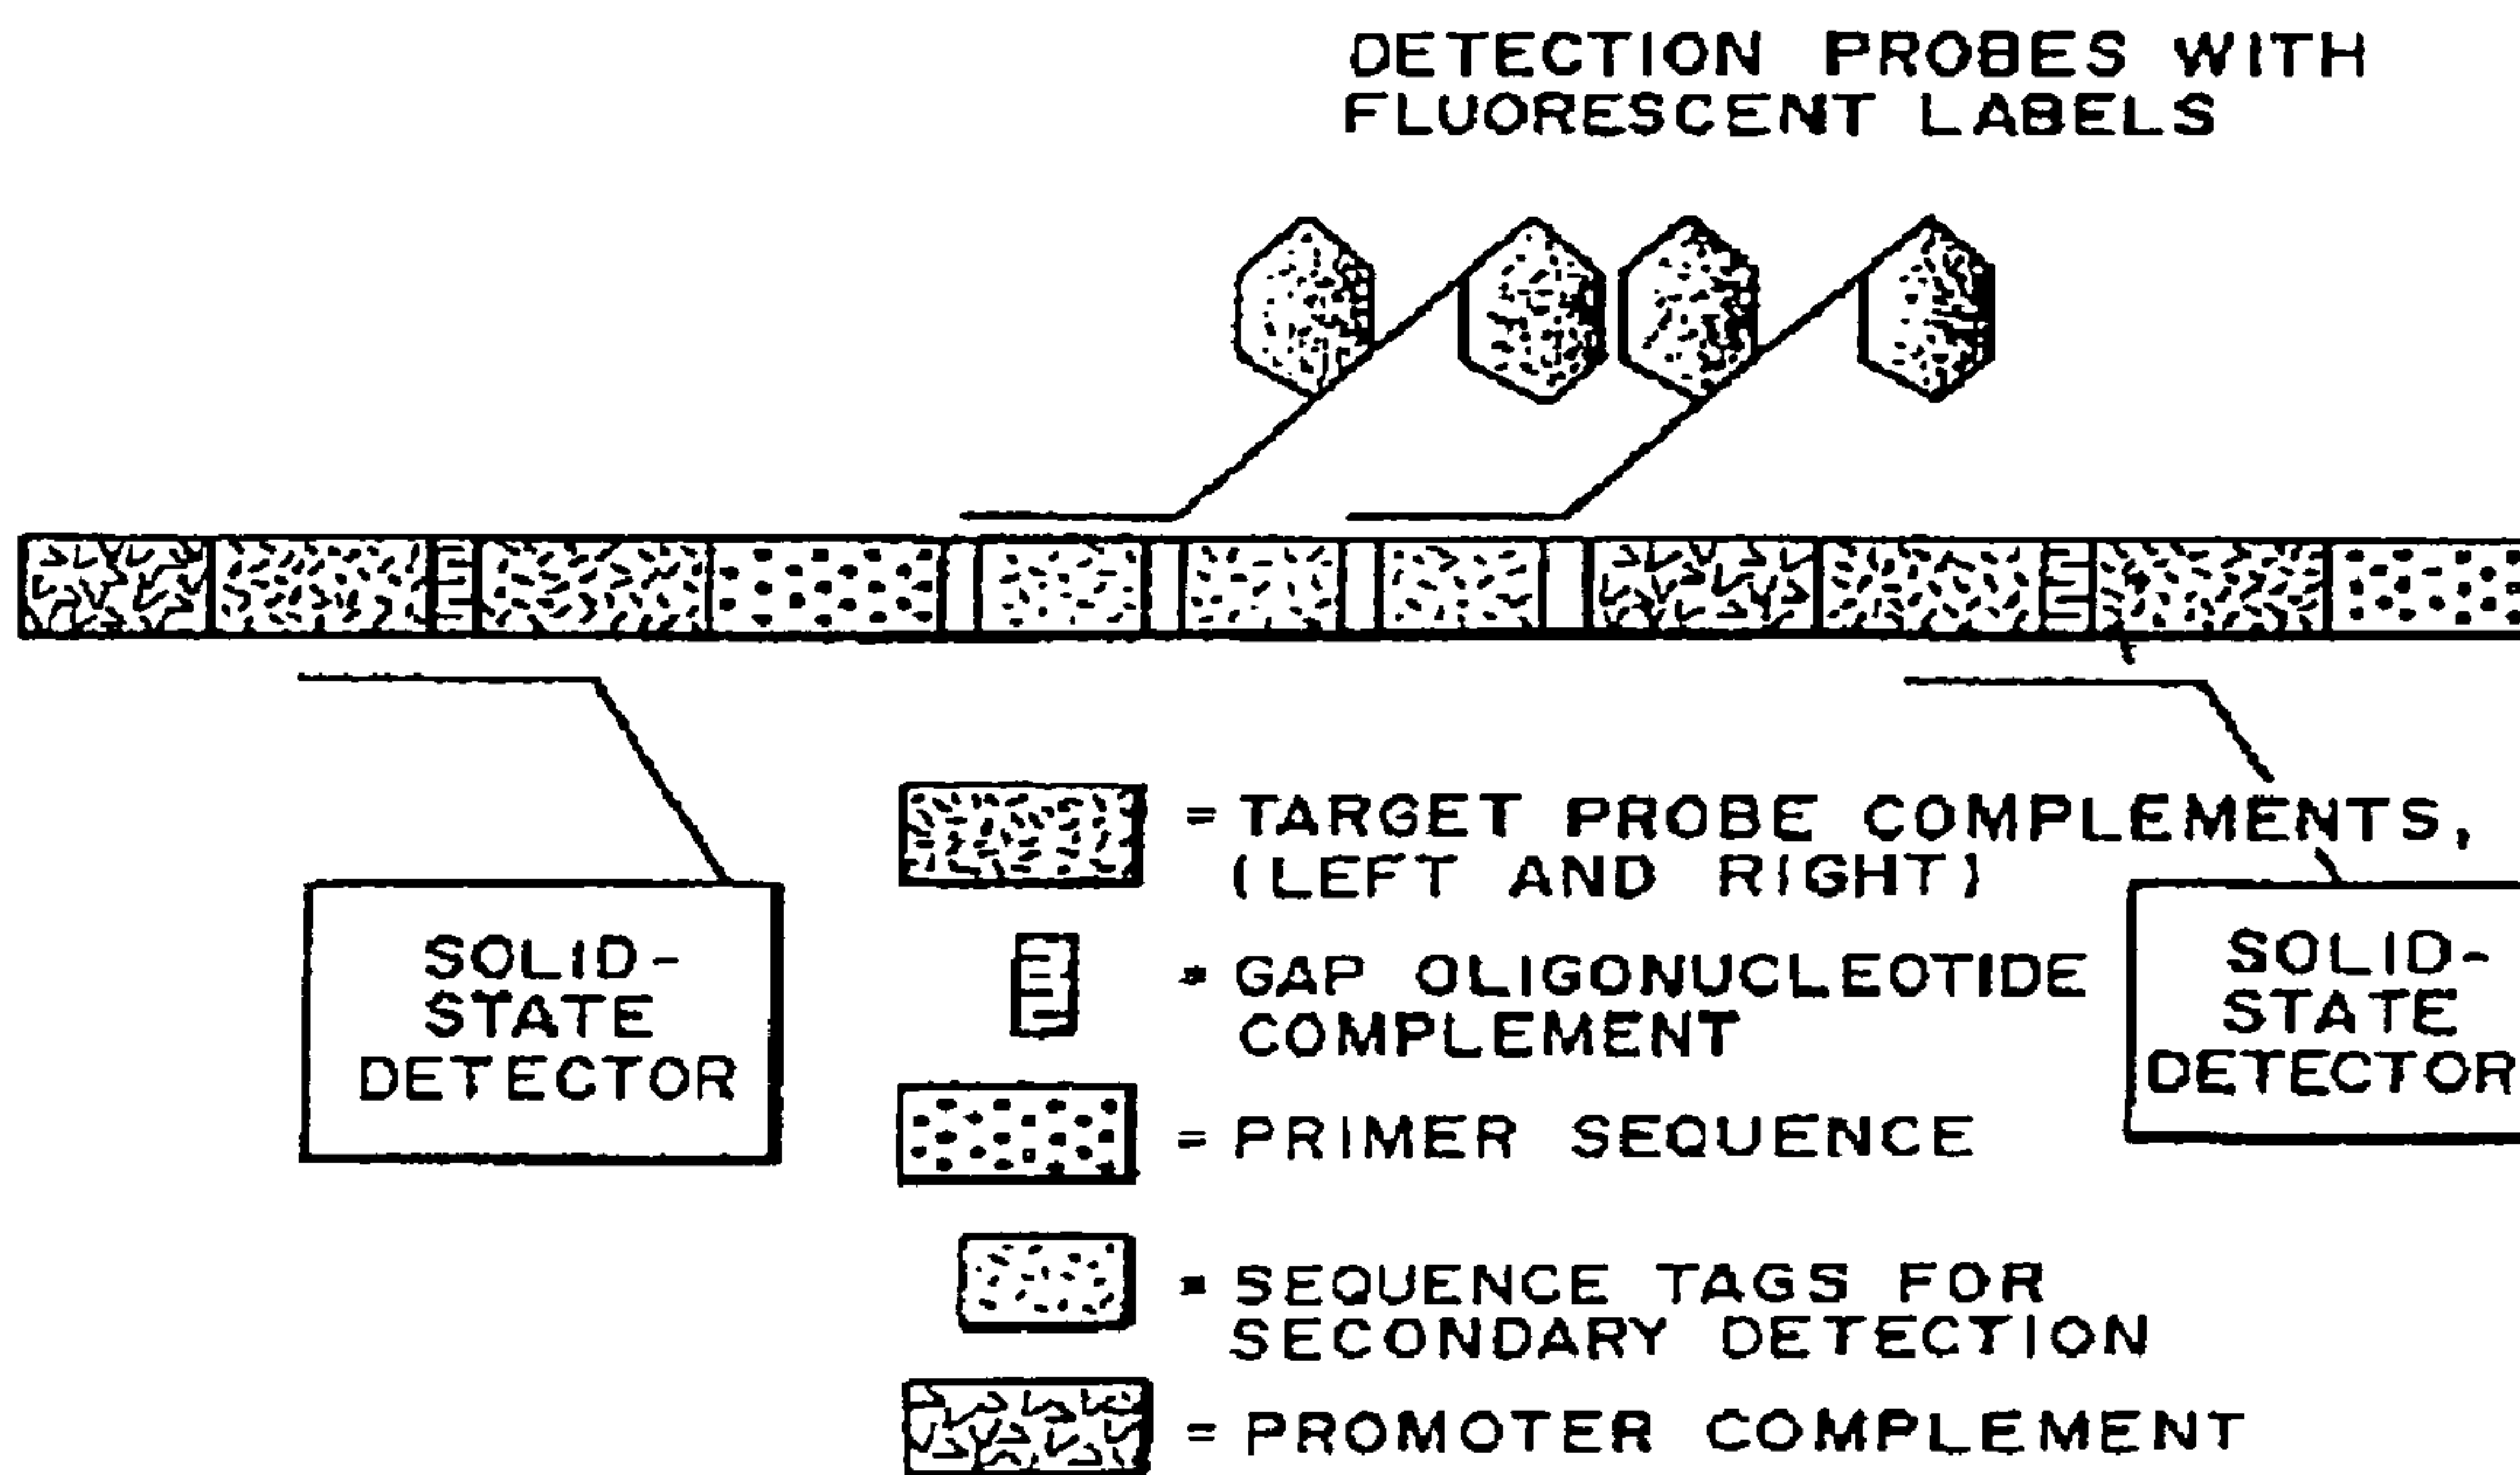 DETECTION PROBES WITH
FLUORESCENT LABELS
= TARGET PROBE COMPLEMENTS,
(LEFT AND RIGHT)
SOLID-
STATE
DETECTOR
= GAP OLIGONUCLEOTIDE
COMPLEMENT
SOLID-
STATE
DETECTOR
= PRIMER SEQUENCE
= SEQUENCE TAGS FOR
SECONDARY DETECTION
= PROMOTER COMPLEMENT